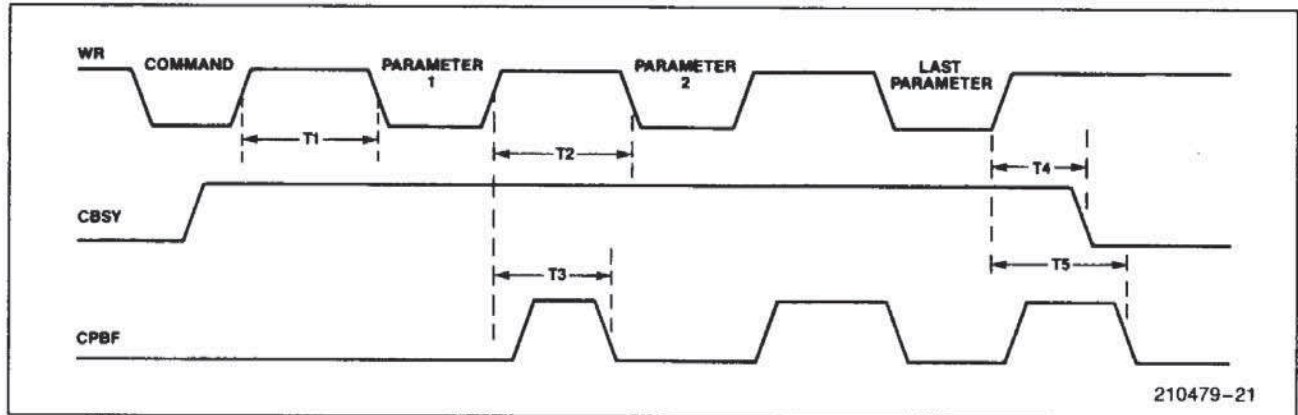 WR
COMMAND
PARAMETER
1
PARAMETER
2
LAST
PARAMETER
T1
T2
T4
CBSY
T3
T5
CPBF
210479-21